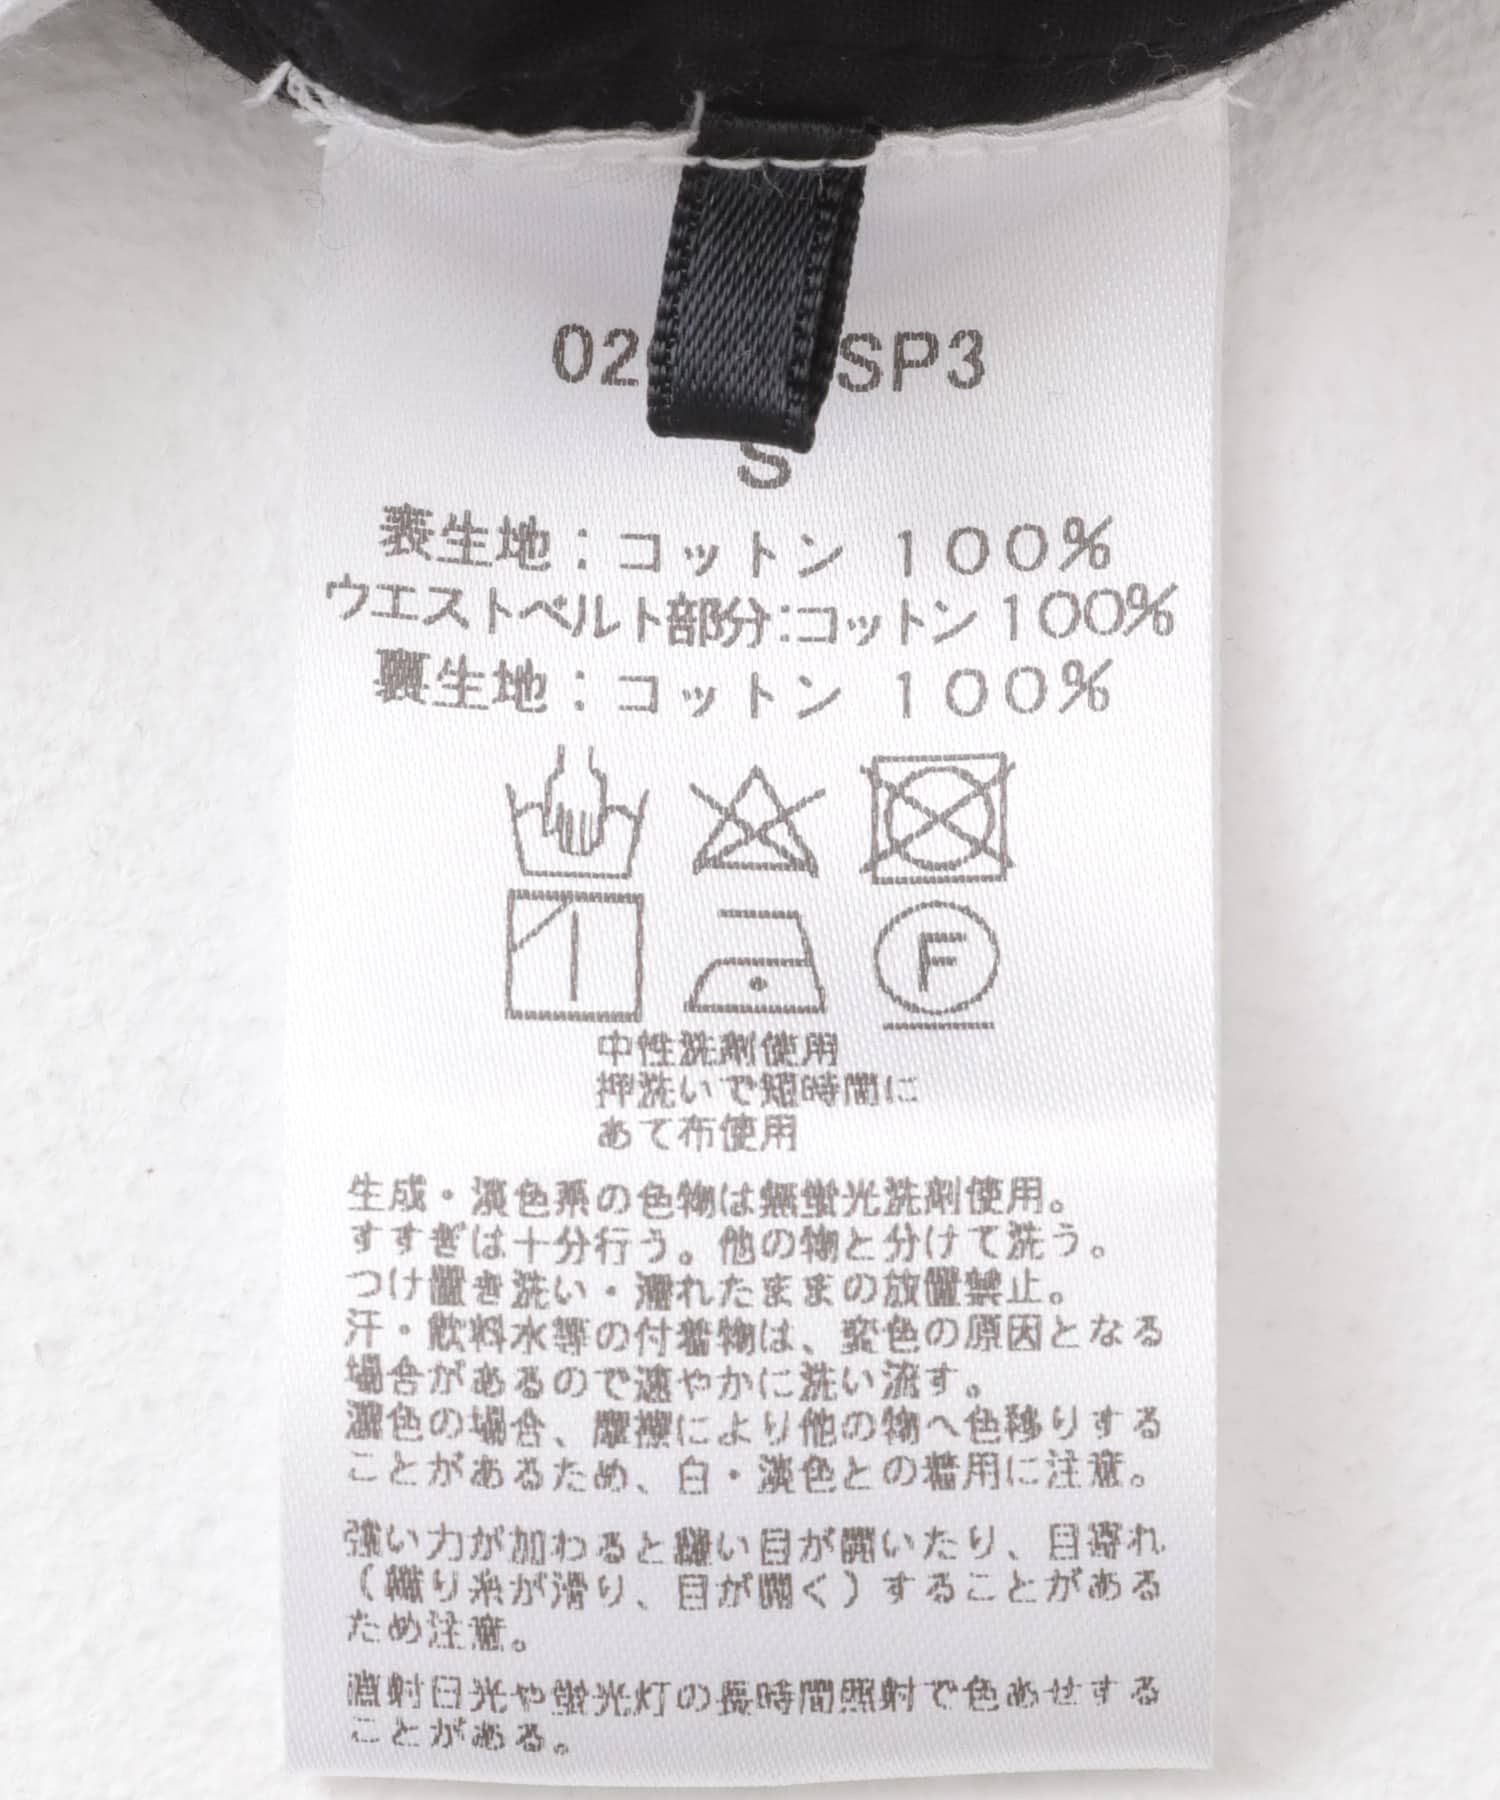 02 SP3
S
表生地：コットン 100%
ウエストベルト部分：コットン 100%
裏生地：コットン 100%
F
中性洗剤使用
押洗いで短時間に
あて布使用
生成・淡色系の色物は無蛍光洗剤使用。
すすぎは十分行う。他の物と分けて洗う。
つけ置き洗い・濡れたままの放置禁止。
汗・飲料水等の付着物は、変色の原因となる
場合があるので速やかに洗い流す。
濃色の場合、摩擦により他の物へ色移りする
ことがあるため、白・淡色との着用に注意。
強い力が加わると縫い目が開いたり、目寄れ
（織り糸が滑り、目が開く）することがある
ため注意。
直射日光や蛍光灯の長時間照射で色あせする
ことがある。